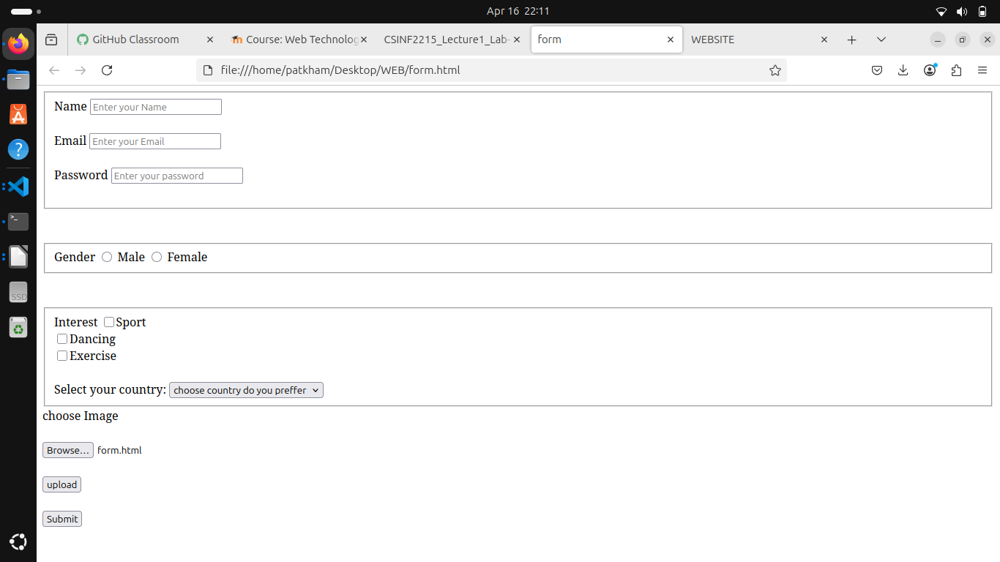 Apr 16 22:11
GitHub Classroom
Course: Web Technolog
CSINF2215_Lecture1_Lab-
form
WEBSITE
file:///home/patkham/Desktop/WEB/form.html
Name Enter your Name
Email Enter your Email
Password Enter your password
Gender Male Female
Interest Sport
Dancing
Exercise
Select your country: choose country do you preffer
choose Image
Browse… form.html
upload
Submit
SSD